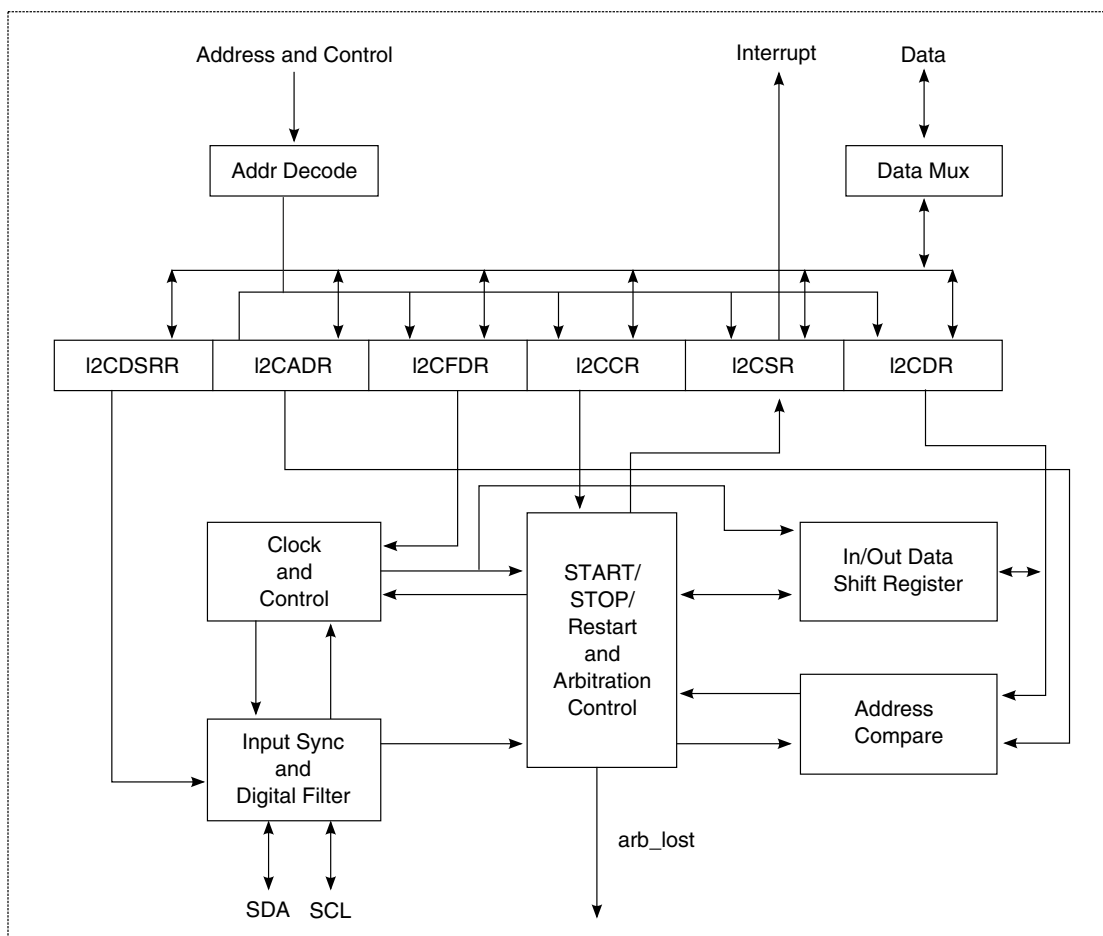 Address and Control
Interrupt
Data
Addr Decode
Data Mux
I2CDSRR
I2CADR
I2CFDR
I2CCR
I2CSR
I2CDR
Clock
and
Control
START/
STOP/
Restart
and
Arbitration
Control
In/Out Data
Shift Register
Input Sync
and
Digital Filter
Address
Compare
arb_lost
SDA
SCL